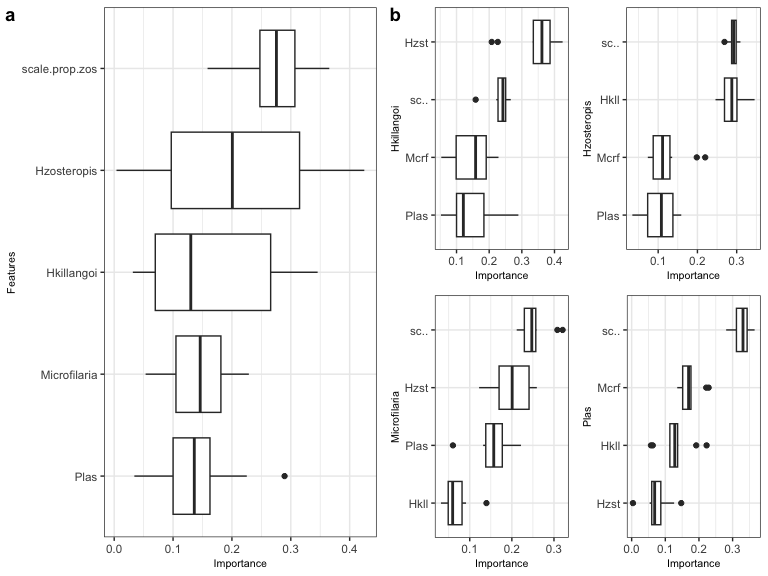 a
scale.prop.zos
Hzosteropis
Hkillangoi
Microfilaria
Plas
Features
0.0 0.1 0.2 0.3 0.4
Importance
b
Hkillangoi
Hzst
sc..
Mcrf
Plas
0.1 0.2 0.3 0.4
Importance
Hzosteropis
sc..
Hkll
Mcrf
Plas
0.1 0.2 0.3
Importance
Microfilaria
sc..
Hzst
Plas
Hkll
0.1 0.2 0.3
Importance
Plas
sc..
Mcrf
Hkll
Hzst
0.0 0.1 0.2 0.3
Importance